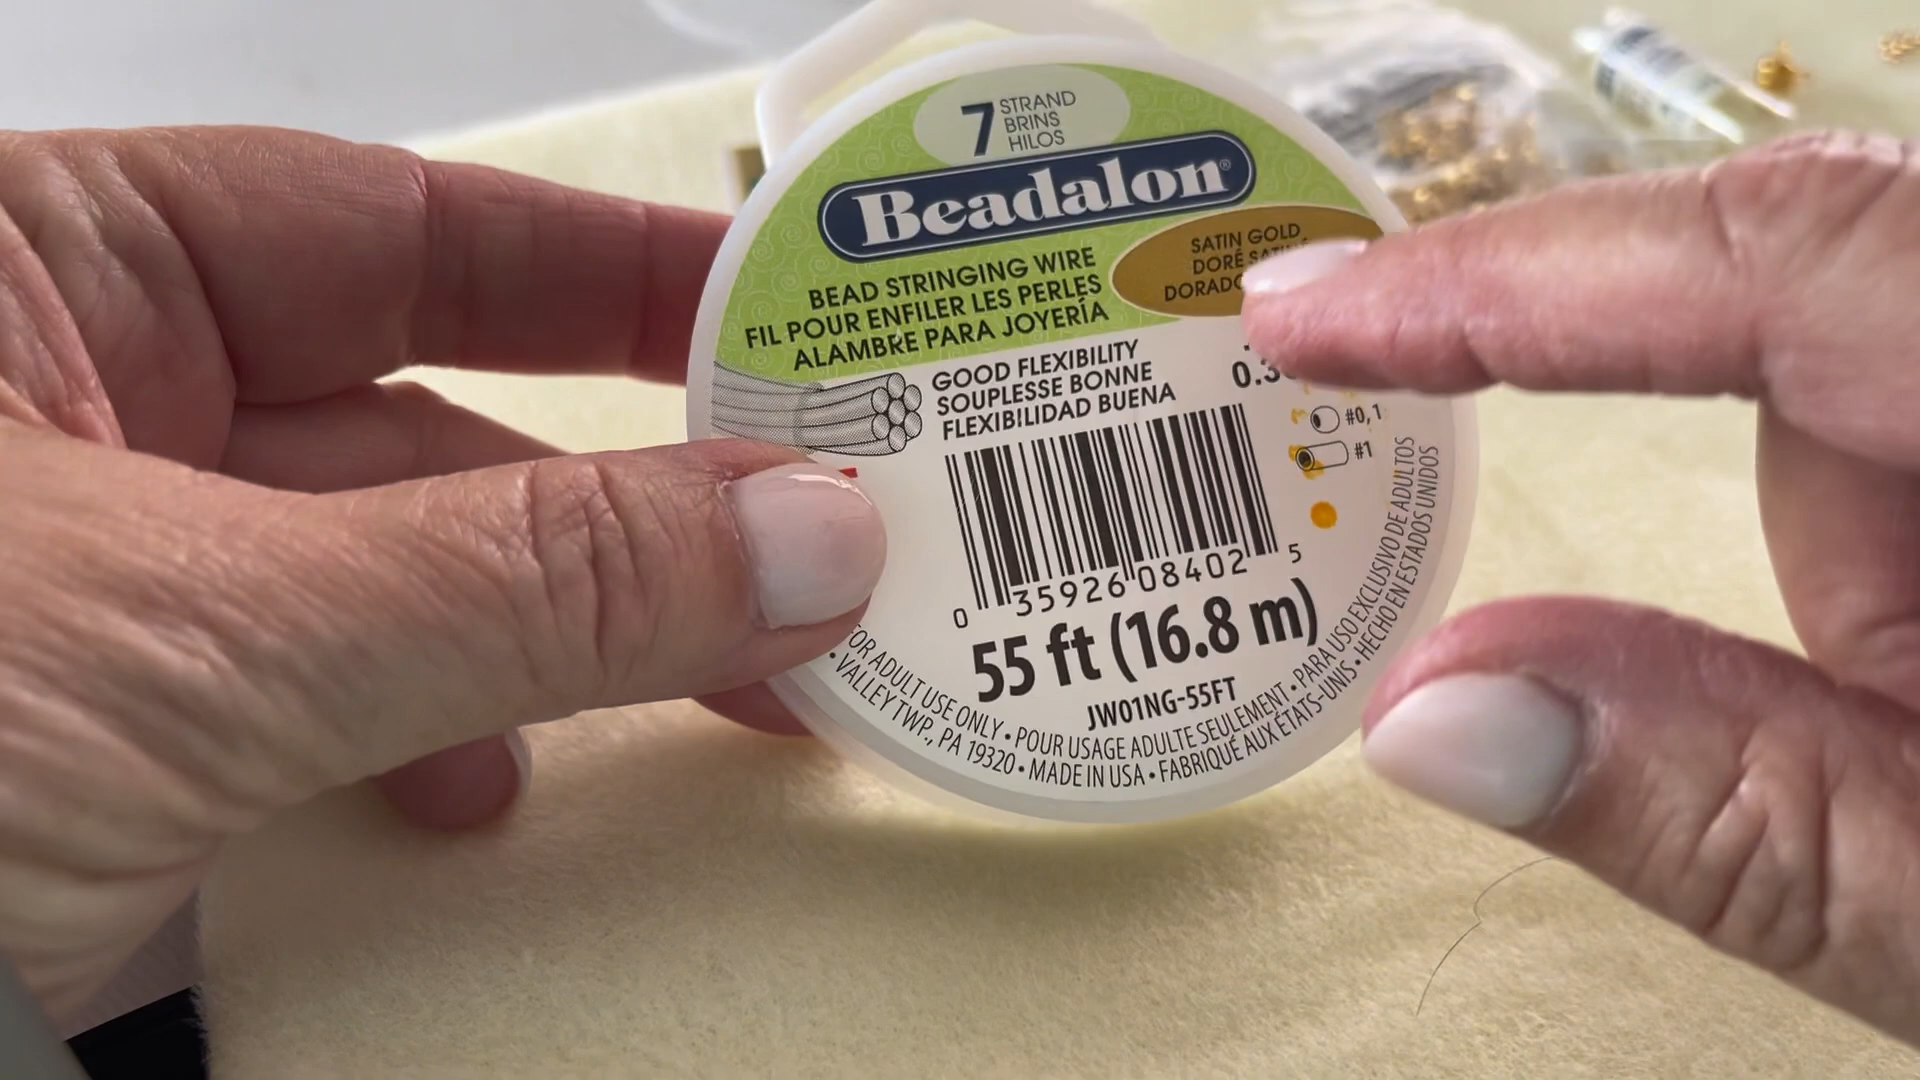 7 STRAND
BRINS
HILOS
Beadalon®
BEAD STRINGING WIRE
FIL POUR ENFILER LES PERLES
ALAMBRE PARA JOYERÍA
SATIN GOLD
DORÉ
GOOD FLEXIBILITY
SOUPLESSE BONNE
FLEXIBILIDAD BUENA
#0,1
#1
0 35926 08402 5
55 ft (16.8 m)
JW01NG-55FT
FOR ADULT USE ONLY • POUR USAGE ADULTE SEULEMENT • PARA USO EXCLUSIVO DE ADULTOS
• VALLEY TWP., PA 19320 • MADE IN USA • FABRIQUÉ AUX ÉTATS-UNIS • HECHO EN ESTADOS UNIDOS